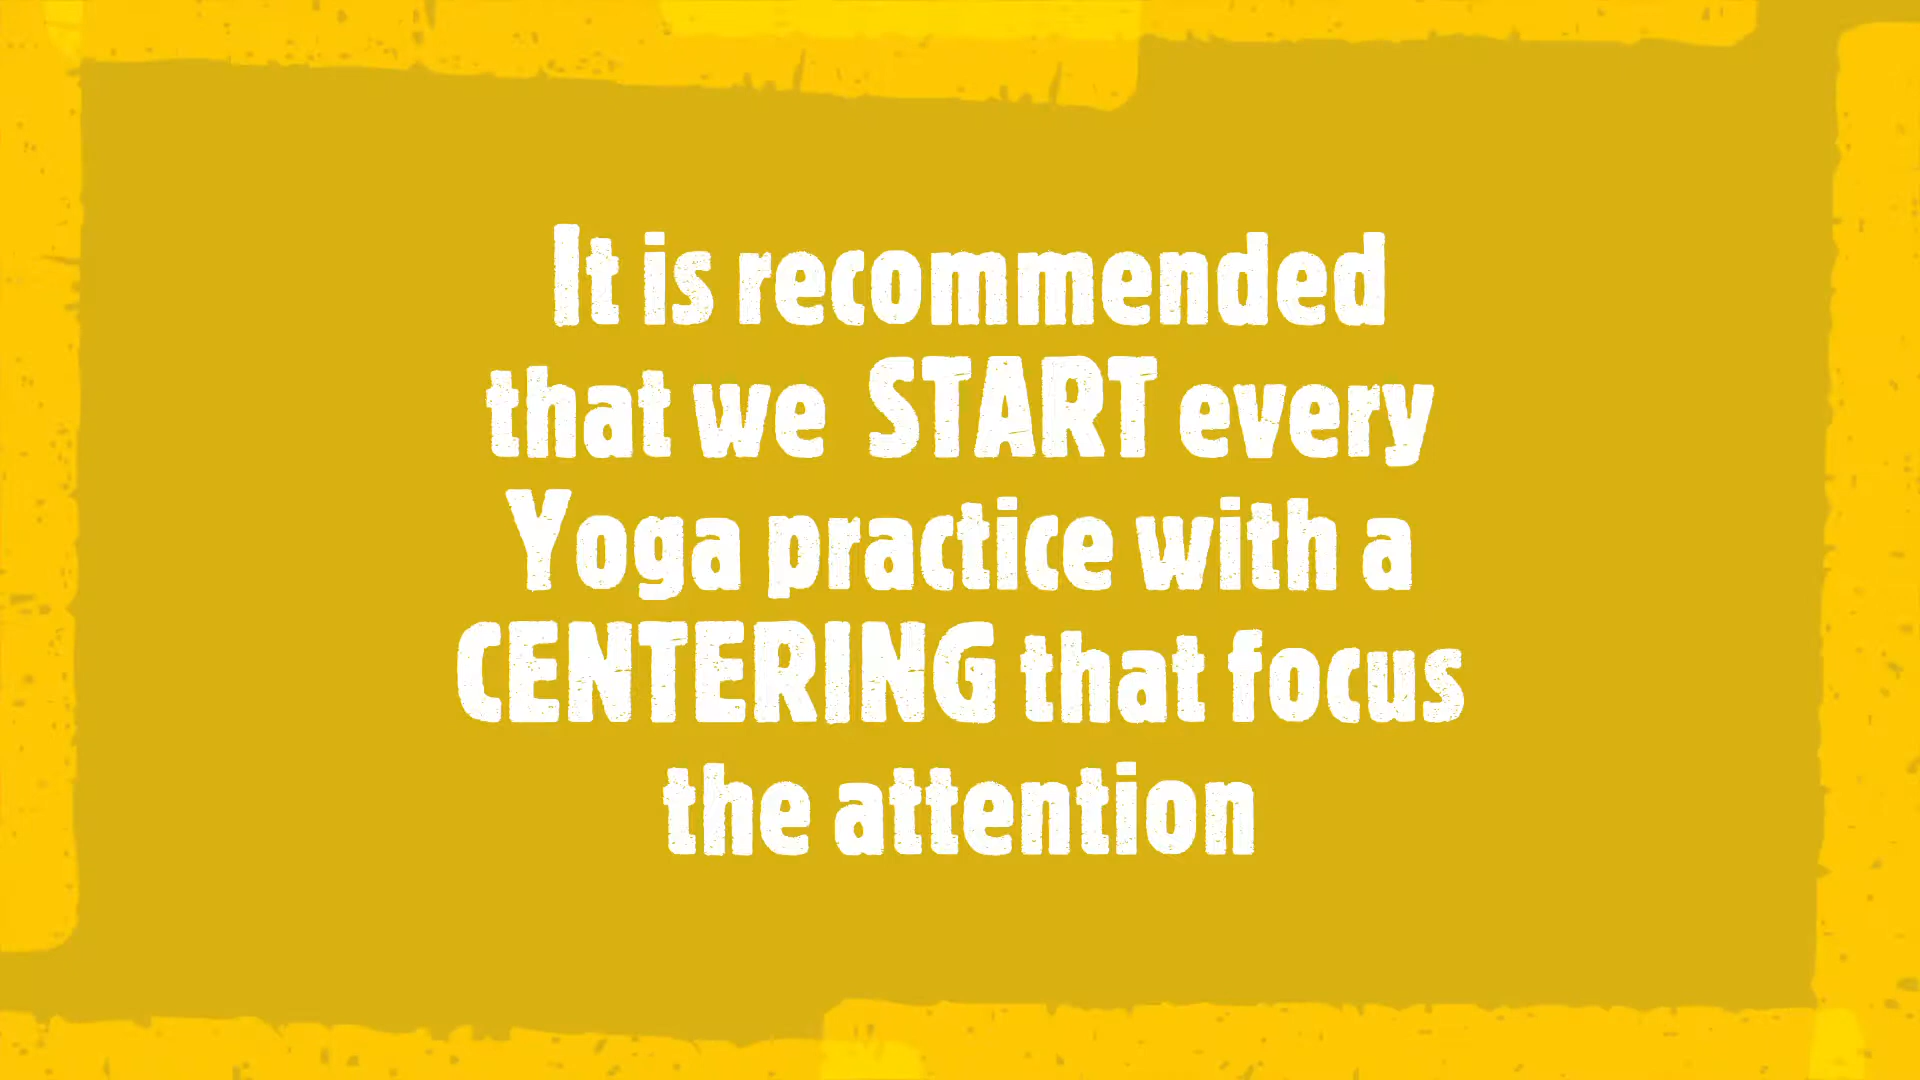 It is recommended
that we START every
Yoga practice with a
CENTERING that focus
the attention